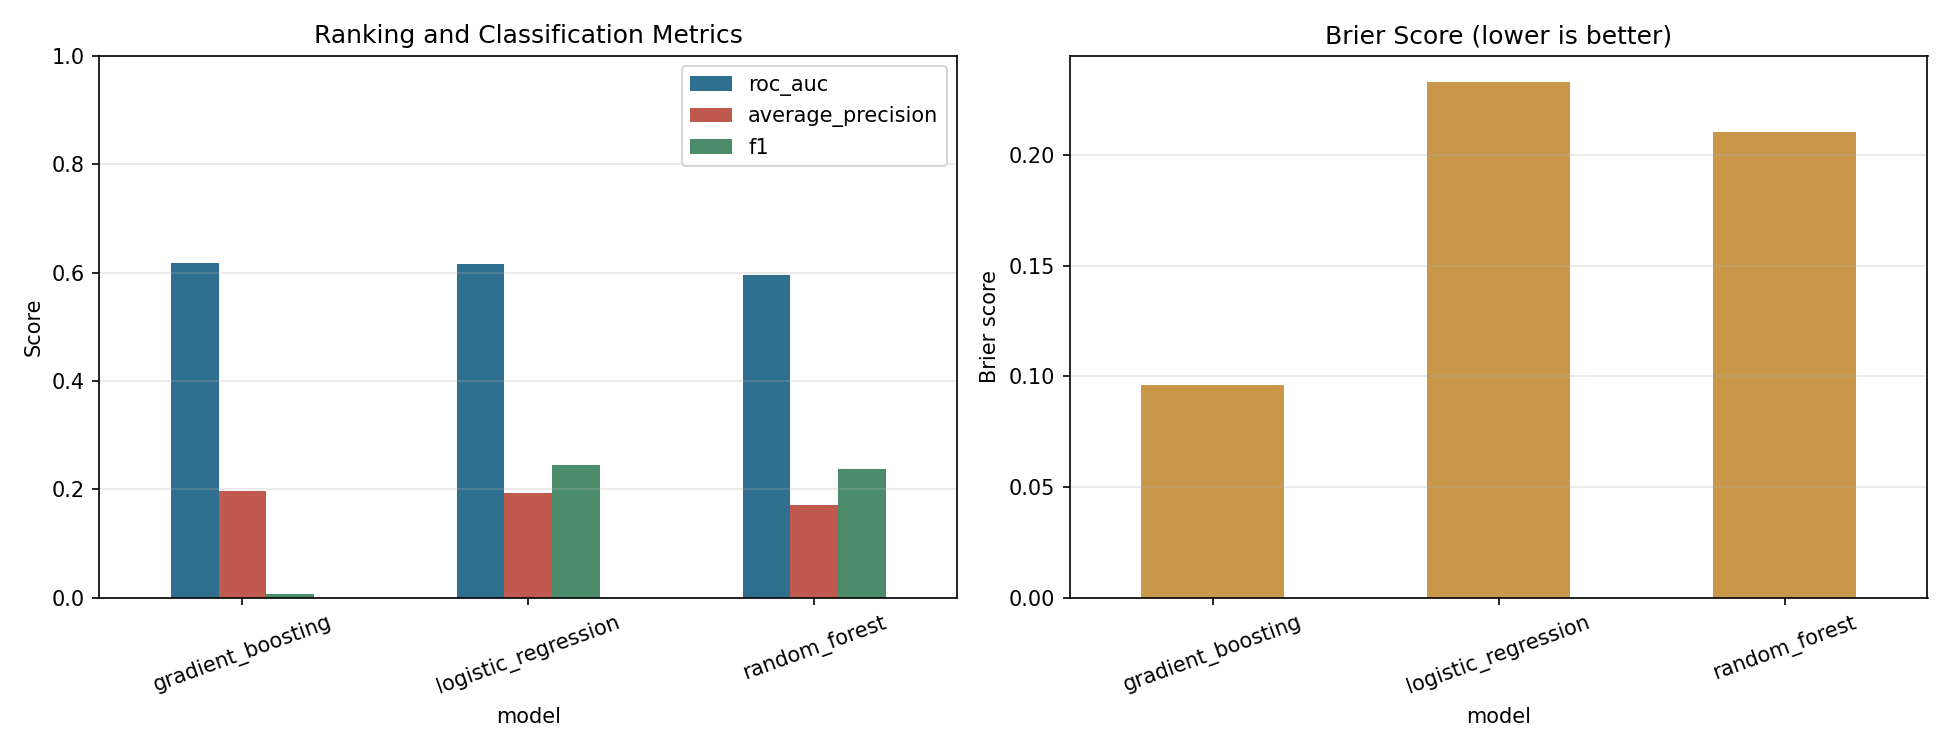 Ranking and Classification Metrics
1.0
0.8
0.6
0.4
0.2
0.0
Score
roc_auc
average_precision
f1
gradient_boosting
logistic_regression
random_forest
model
Brier Score (lower is better)
0.20
0.15
0.10
0.05
0.00
Brier score
gradient_boosting
logistic_regression
random_forest
model